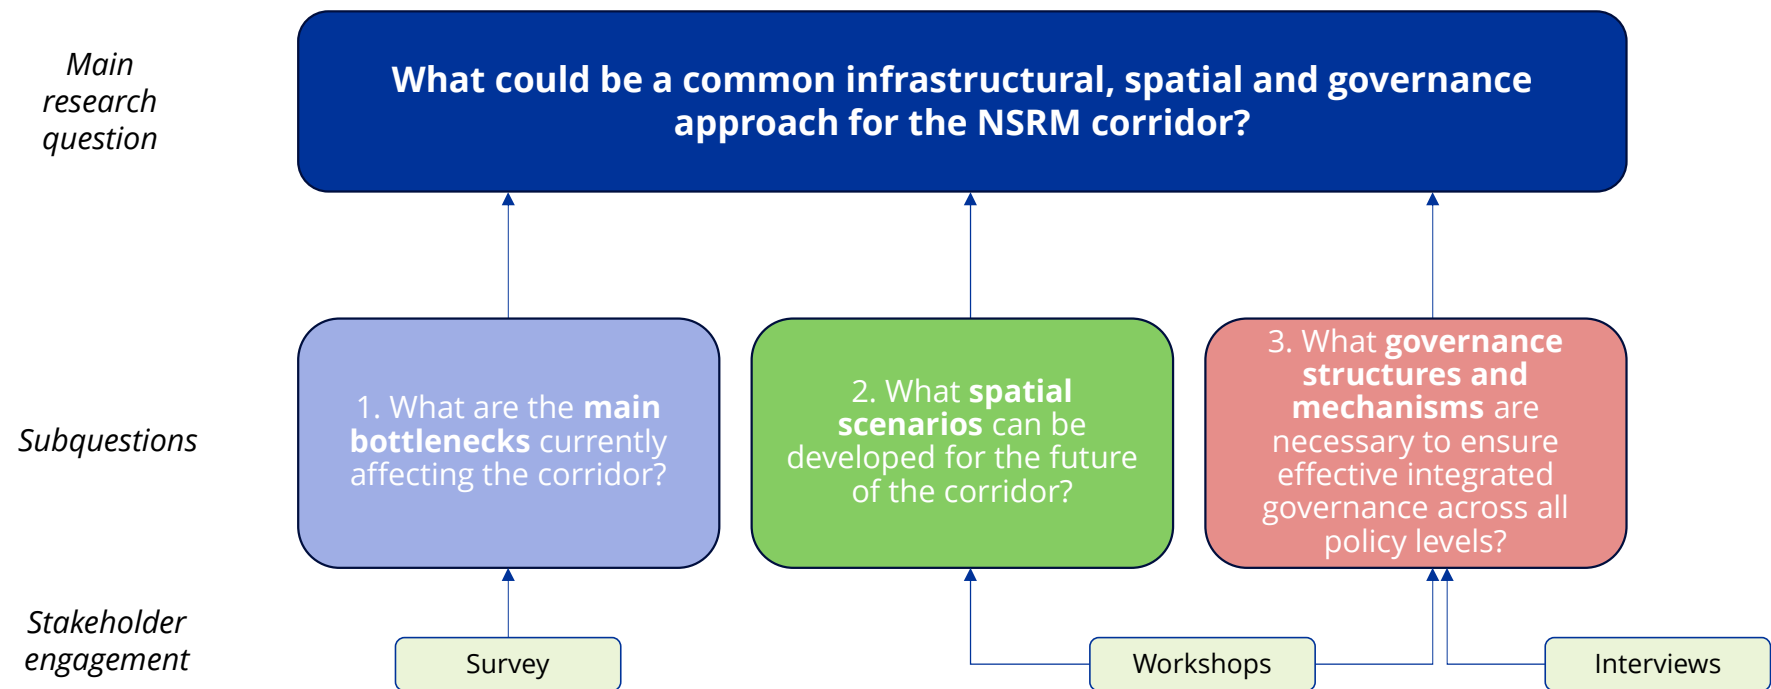 Main
research
question
What could be a common infrastructural, spatial and governance
approach for the NSRM corridor?
Subquestions
1. What are the main
bottlenecks currently
affecting the corridor?
2. What spatial
scenarios can be
developed for the future
of the corridor?
3. What governance
structures and
mechanisms are
necessary to ensure
effective integrated
governance across all
policy levels?
Stakeholder
engagement
Survey
Workshops
Interviews